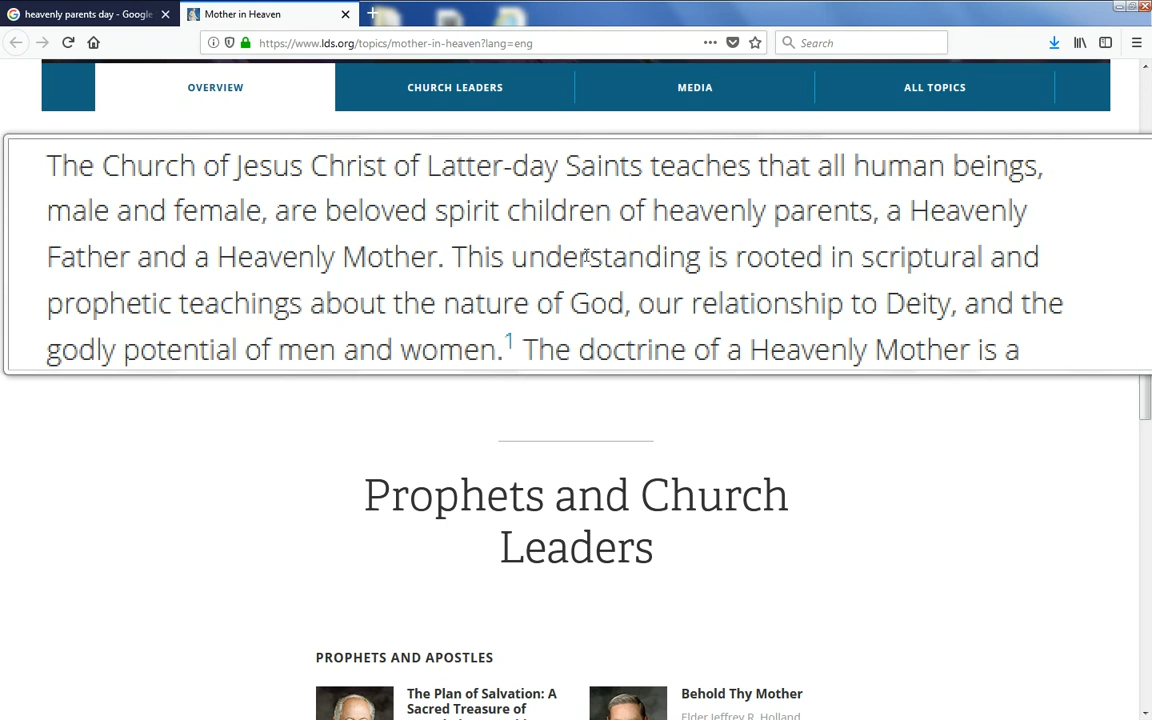 heavenly parents day - Google
Mother in Heaven
https://www.lds.org/topics/mother-in-heaven?lang=eng
Search
OVERVIEW
CHURCH LEADERS
MEDIA
ALL TOPICS
The Church of Jesus Christ of Latter-day Saints teaches that all human beings,
male and female, are beloved spirit children of heavenly parents, a Heavenly
Father and a Heavenly Mother. This understanding is rooted in scriptural and
prophetic teachings about the nature of God, our relationship to Deity, and the
godly potential of men and women.1 The doctrine of a Heavenly Mother is a
Prophets and Church
Leaders
PROPHETS AND APOSTLES
The Plan of Salvation: A
Sacred Treasure of
Behold Thy Mother
Elder Jeffrey R. Holland